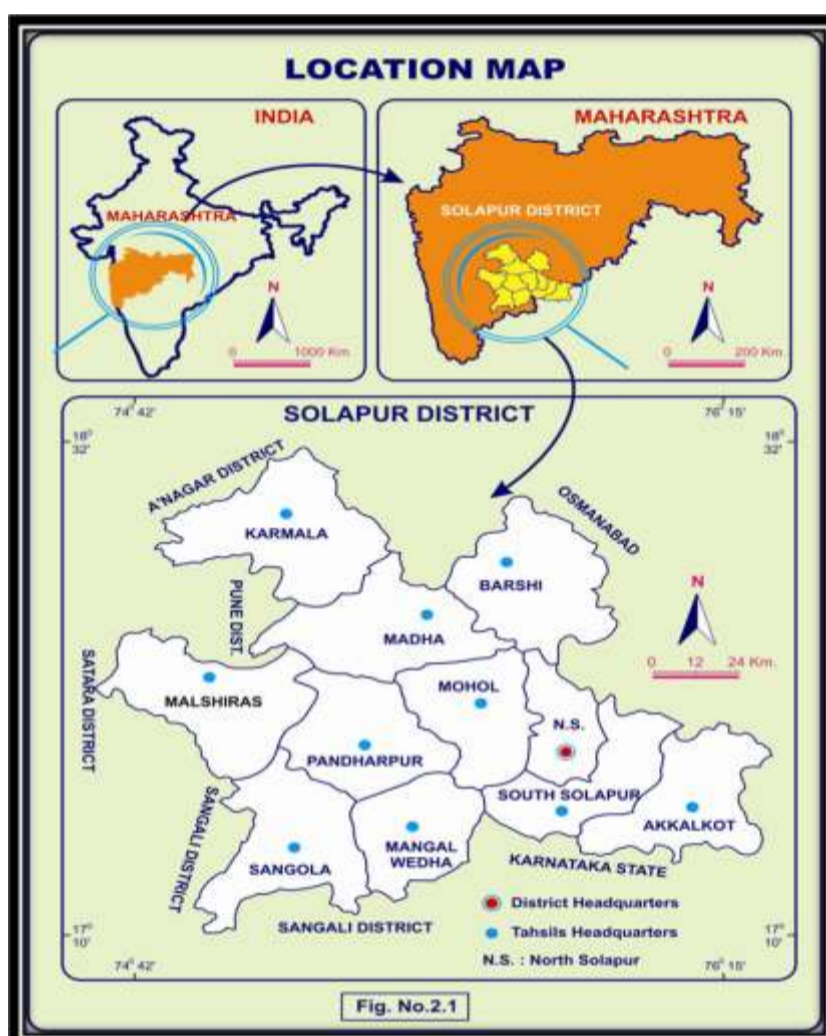 LOCATION MAP
INDIA
MAHARASHTRA
N
0 1000 Km.
MAHARASHTRA
SOLAPUR DISTRICT
N
0 200 Km.
SOLAPUR DISTRICT
74° 42'
76° 15'
18° 32'
18° 32'
A'NAGAR DISTRICT
OSMANABAD
KARMALA
BARSHI
PUNE DIST.
MADHA
N
0 12 24 Km.
SATARA DISTRICT
MALSHIRAS
MOHOL
N.S.
PANDHARPUR
SOUTH SOLAPUR
AKKALKOT
SANGALI DISTRICT
SANGOLA
MANGAL
WEDHA
KARNATAKA STATE
SANGALI DISTRICT
District Headquarters
Tahsils Headquarters
N.S. : North Solapur
17° 10'
17° 10'
74° 42'
76° 15'
Fig. No.2.1